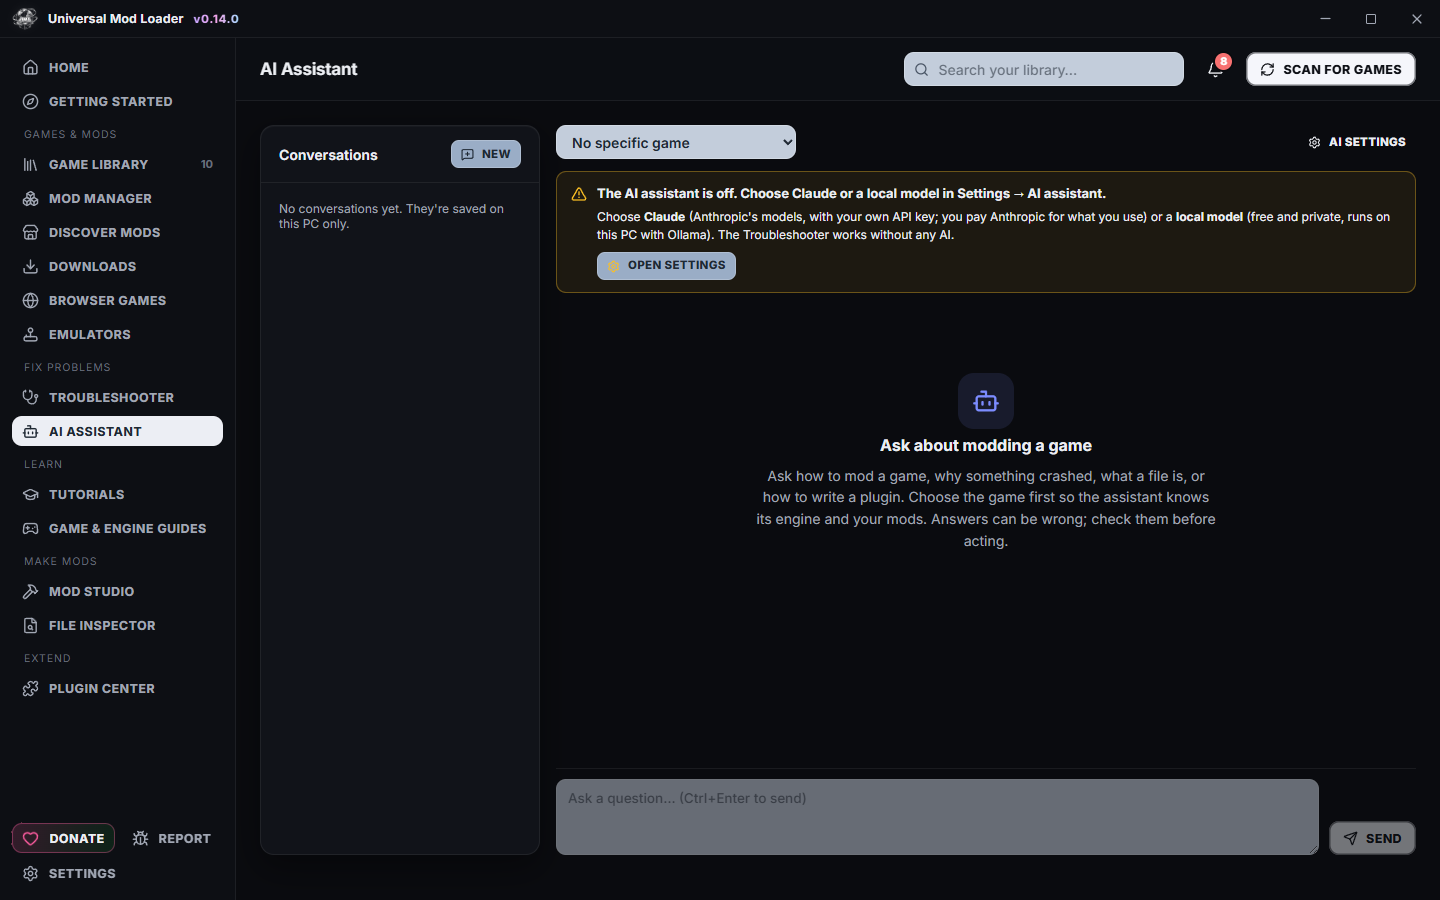 Universal Mod Loader v0.14.0
HOME
GETTING STARTED
GAMES & MODS
GAME LIBRARY 10
MOD MANAGER
DISCOVER MODS
DOWNLOADS
BROWSER GAMES
EMULATORS
FIX PROBLEMS
TROUBLESHOOTER
AI ASSISTANT
LEARN
TUTORIALS
GAME & ENGINE GUIDES
MAKE MODS
MOD STUDIO
FILE INSPECTOR
EXTEND
PLUGIN CENTER
DONATE REPORT
SETTINGS
AI Assistant
Search your library...
8
SCAN FOR GAMES
Conversations
NEW
No conversations yet. They're saved on
this PC only.
No specific game
AI SETTINGS
The AI assistant is off. Choose Claude or a local model in Settings → AI assistant.
Choose Claude (Anthropic's models, with your own API key; you pay Anthropic for what you use) or a local model (free and private, runs on
this PC with Ollama). The Troubleshooter works without any AI.
OPEN SETTINGS
Ask about modding a game
Ask how to mod a game, why something crashed, what a file is, or
how to write a plugin. Choose the game first so the assistant knows
its engine and your mods. Answers can be wrong; check them before
acting.
Ask a question... (Ctrl+Enter to send)
SEND